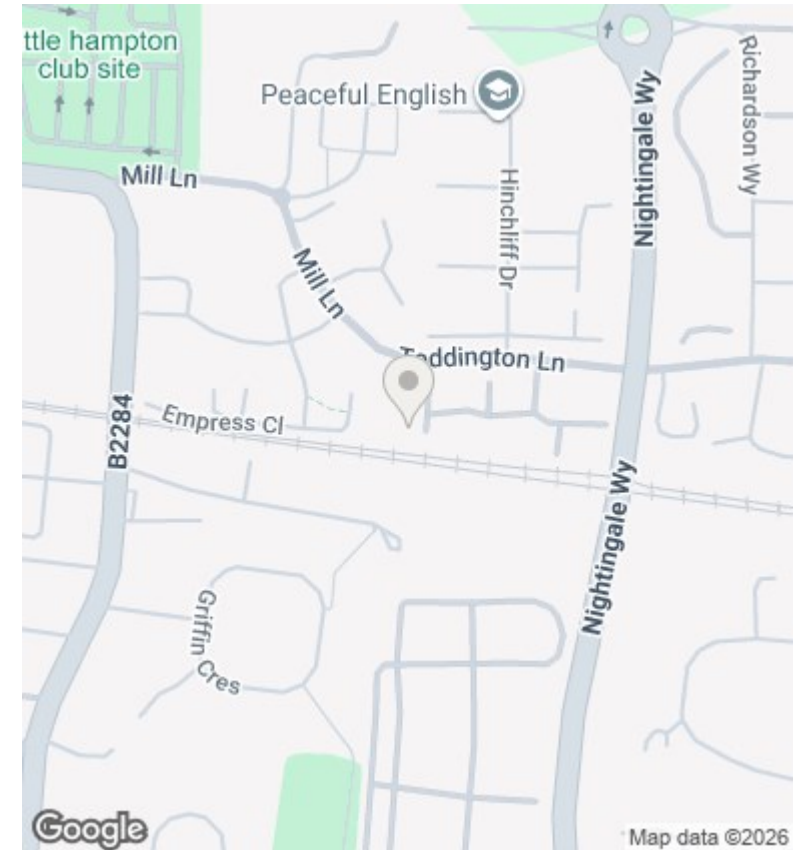 ttle hampton
club site
Peaceful English
Richardson Wy
Nightingale Wy
Mill Ln
Hinchliff Dr
Mill Ln
Toddington Ln
Empress Cl
B2284
Nightingale Wy
Griffin Cres
Google
Map data ©2026